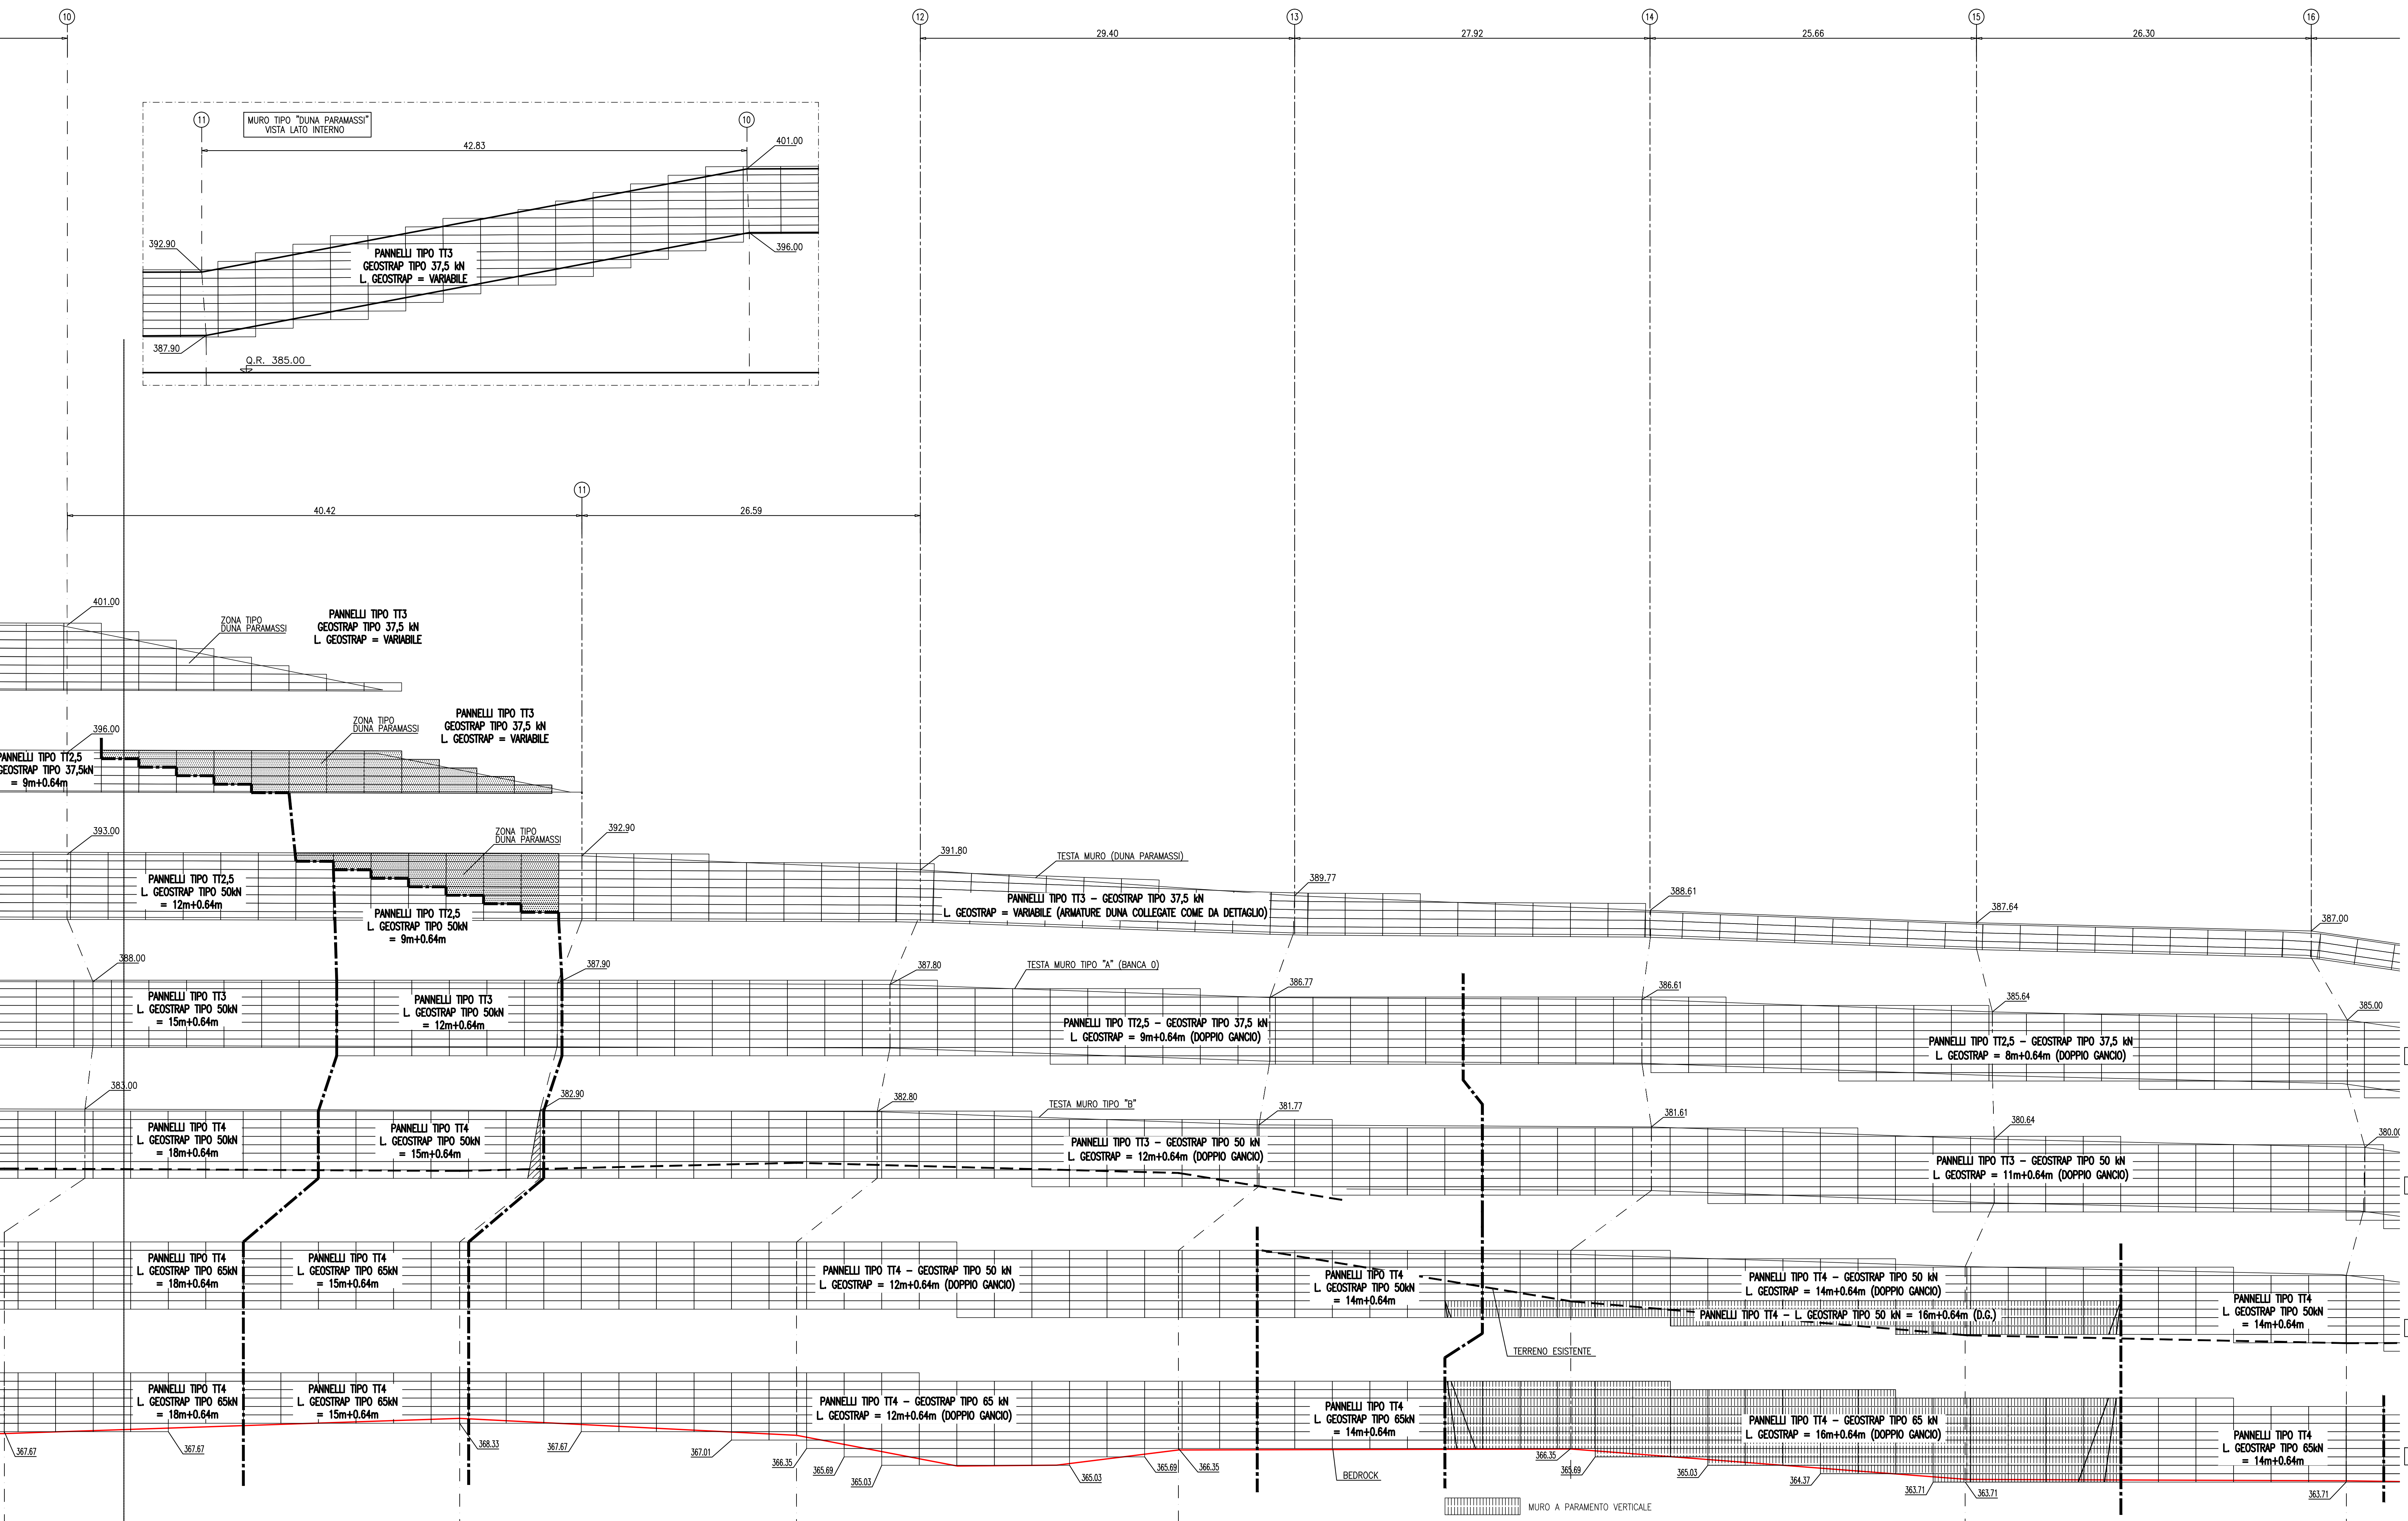 10
12
13
14
15
16
29.40
27.92
25.66
26.30
11
MURO TIPO "DUNA PARAMASSI"
VISTA LATO INTERNO
10
42.83
401.00
392.90
PANNELLI TIPO TT3
GEOSTRAP TIPO 37,5 kN
L. GEOSTRAP = VARIABILE
396.00
387.90
Q.R. 385.00
11
40.42
26.59
401.00
ZONA TIPO
DUNA PARAMASSI
PANNELLI TIPO TT3
GEOSTRAP TIPO 37,5 kN
L. GEOSTRAP = VARIABILE
396.00
ZONA TIPO
DUNA PARAMASSI
PANNELLI TIPO TT3
GEOSTRAP TIPO 37,5 kN
L. GEOSTRAP = VARIABILE
PANNELLI TIPO TT2,5
GEOSTRAP TIPO 37,5kN
= 9m+0.64m
393.00
ZONA TIPO
DUNA PARAMASSI
392.90
391.80
TESTA MURO (DUNA PARAMASSI)
389.77
388.61
387.64
387.00
PANNELLI TIPO TT2,5
L. GEOSTRAP TIPO 50kN
= 12m+0.64m
PANNELLI TIPO TT2,5
L. GEOSTRAP TIPO 50kN
= 9m+0.64m
PANNELLI TIPO TT3 - GEOSTRAP TIPO 37,5 kN
L. GEOSTRAP = VARIABILE (ARMATURE DUNA COLLEGATE COME DA DETTAGLIO)
388.00
387.90
387.80
TESTA MURO TIPO "A" (BANCA 0)
386.77
386.61
385.64
385.00
PANNELLI TIPO TT3
L. GEOSTRAP TIPO 50kN
= 15m+0.64m
PANNELLI TIPO TT3
L. GEOSTRAP TIPO 50kN
= 12m+0.64m
PANNELLI TIPO TT2,5 - GEOSTRAP TIPO 37,5 kN
L. GEOSTRAP = 9m+0.64m (DOPPIO GANCIO)
PANNELLI TIPO TT2,5 - GEOSTRAP TIPO 37,5 kN
L. GEOSTRAP = 8m+0.64m (DOPPIO GANCIO)
383.00
382.90
382.80
TESTA MURO TIPO "B"
381.77
381.61
380.64
380.00
PANNELLI TIPO TT4
L. GEOSTRAP TIPO 50kN
= 18m+0.64m
PANNELLI TIPO TT4
L. GEOSTRAP TIPO 50kN
= 15m+0.64m
PANNELLI TIPO TT3 - GEOSTRAP TIPO 50 kN
L. GEOSTRAP = 12m+0.64m (DOPPIO GANCIO)
PANNELLI TIPO TT3 - GEOSTRAP TIPO 50 kN
L. GEOSTRAP = 11m+0.64m (DOPPIO GANCIO)
PANNELLI TIPO TT4
L. GEOSTRAP TIPO 65kN
= 18m+0.64m
PANNELLI TIPO TT4
L. GEOSTRAP TIPO 65kN
= 15m+0.64m
PANNELLI TIPO TT4 - GEOSTRAP TIPO 50 kN
L. GEOSTRAP = 12m+0.64m (DOPPIO GANCIO)
PANNELLI TIPO TT4
L. GEOSTRAP TIPO 50kN
= 14m+0.64m
PANNELLI TIPO TT4 - GEOSTRAP TIPO 50 kN
L. GEOSTRAP = 14m+0.64m (DOPPIO GANCIO)
PANNELLI TIPO TT4 - L. GEOSTRAP TIPO 50 kN = 16m+0.64m (D.G.)
PANNELLI TIPO TT4
L. GEOSTRAP TIPO 50kN
= 14m+0.64m
TERRENO ESISTENTE
PANNELLI TIPO TT4
L. GEOSTRAP TIPO 65kN
= 18m+0.64m
PANNELLI TIPO TT4
L. GEOSTRAP TIPO 65kN
= 15m+0.64m
PANNELLI TIPO TT4 - GEOSTRAP TIPO 65 kN
L. GEOSTRAP = 12m+0.64m (DOPPIO GANCIO)
PANNELLI TIPO TT4
L. GEOSTRAP TIPO 65kN
= 14m+0.64m
PANNELLI TIPO TT4 - GEOSTRAP TIPO 65 kN
L. GEOSTRAP = 16m+0.64m (DOPPIO GANCIO)
PANNELLI TIPO TT4
L. GEOSTRAP TIPO 65kN
= 14m+0.64m
367.67
367.67
368.33
367.67
367.01
366.35
365.69
365.03
365.03
365.69
366.35
BEDROCK
366.35
365.69
365.03
364.37
363.71
363.71
363.71
MURO A PARAMENTO VERTICALE